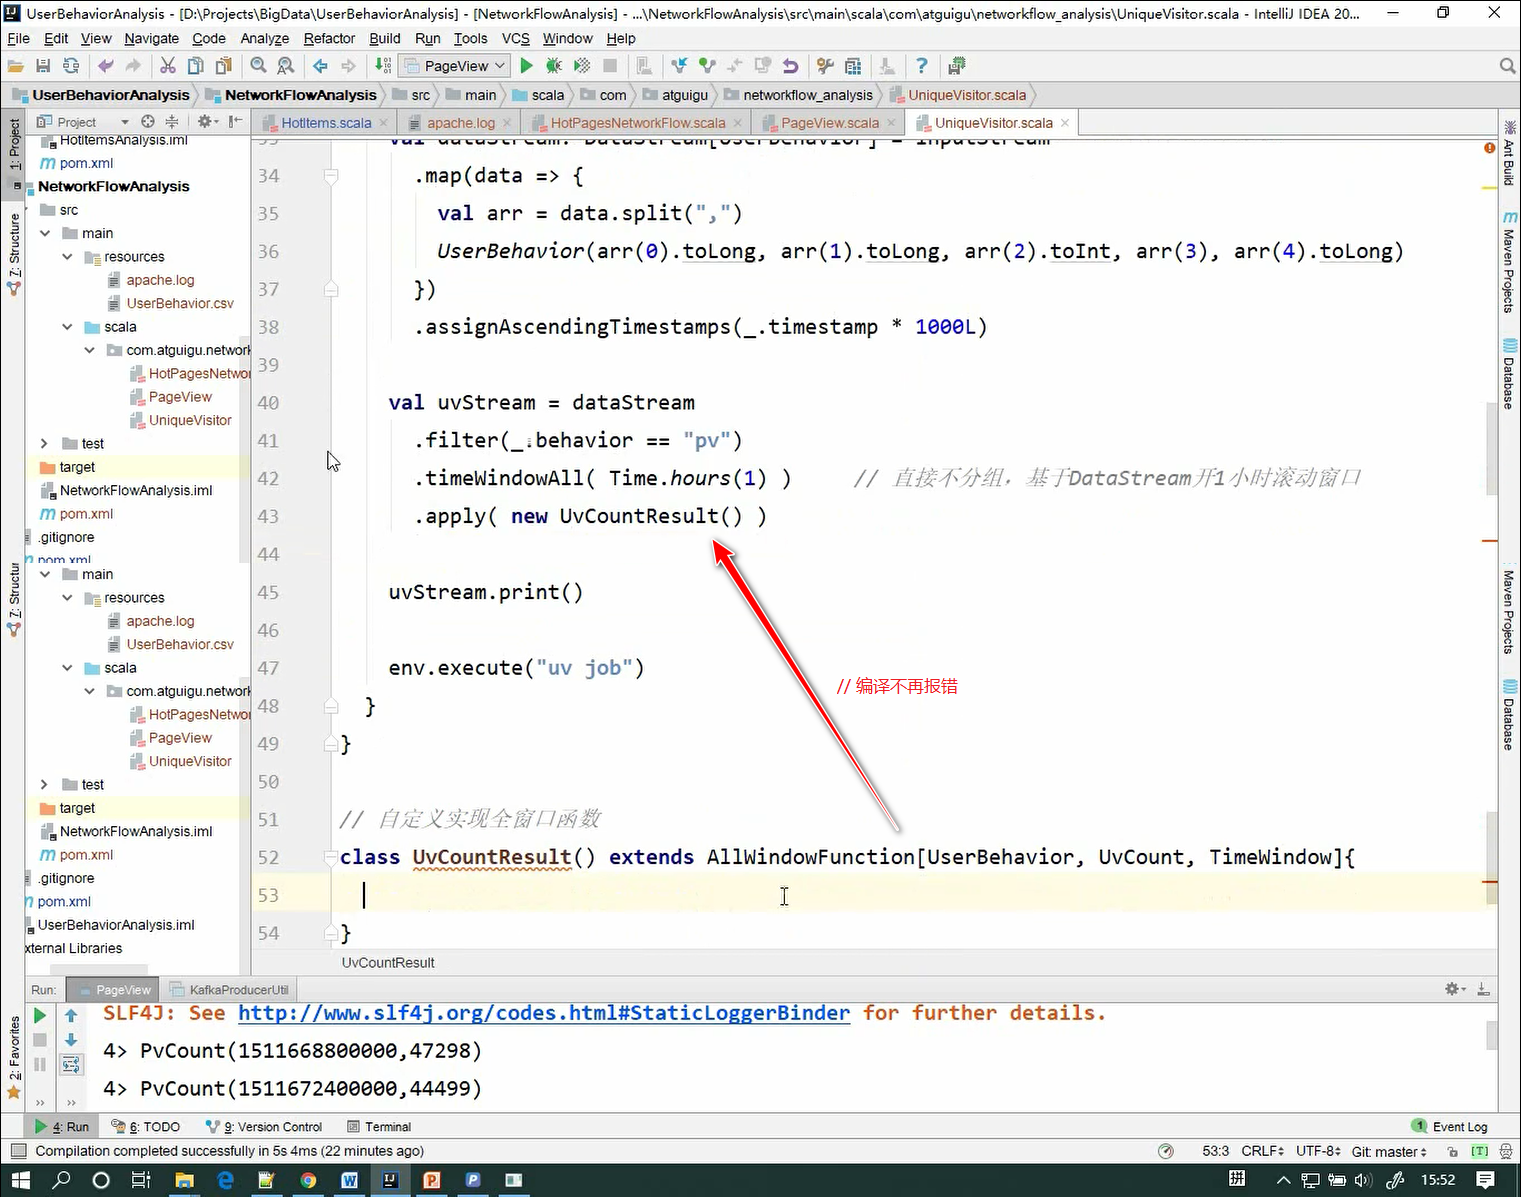 UserBehaviorAnalysis - [D:\Projects\BigData\UserBehaviorAnalysis] - [NetworkFlowAnalysis] - ...\NetworkFlowAnalysis\src\main\scala\com\atguigu\networkflow_analysis\UniqueVisitor.scala - IntelliJ IDEA 20...
File Edit View Navigate Code Analyze Refactor Build Run Tools VCS Window Help
PageView
UserBehaviorAnalysis NetworkFlowAnalysis src main scala com atguigu networkflow_analysis UniqueVisitor.scala
Project
HotItems.scala apache.log HotPagesNetworkFlow.scala PageView.scala UniqueVisitor.scala
1: Project
7: Structure
HotItemsAnalysis.iml
pom.xml
NetworkFlowAnalysis
src
main
resources
apache.log
UserBehavior.csv
scala
com.atguigu.network
HotPagesNetwo
PageView
UniqueVisitor
test
target
NetworkFlowAnalysis.iml
pom.xml
.gitignore
pom.xml
7: Structur
main
resources
apache.log
UserBehavior.csv
scala
com.atguigu.network
HotPagesNetwo
PageView
UniqueVisitor
test
target
NetworkFlowAnalysis.iml
pom.xml
.gitignore
pom.xml
UserBehaviorAnalysis.iml
xternal Libraries
33 val dataStream: DataStream[UserBehavior] = inputStream
34 .map(data => {
35 val arr = data.split(",")
36 UserBehavior(arr(0).toLong, arr(1).toLong, arr(2).toInt, arr(3), arr(4).toLong)
37 })
38 .assignAscendingTimestamps(_.timestamp * 1000L)
39
40 val uvStream = dataStream
41 .filter(_.behavior == "pv")
42 .timeWindowAll( Time.hours(1) ) // 直接不分组，基于DataStream开1小时滚动窗口
43 .apply( new UvCountResult() )
44
45 uvStream.print()
46
47 env.execute("uv job")
// 编译不再报错
48 }
49 }
50
51 // 自定义实现全窗口函数
52 class UvCountResult() extends AllWindowFunction[UserBehavior, UvCount, TimeWindow]{
53
54 }
UvCountResult
Ant Build
Maven Projects
Database
Maven Projects
Database
Run: PageView KafkaProducerUtil
2: Favorites
SLF4J: See http://www.slf4j.org/codes.html#StaticLoggerBinder for further details.
4> PvCount(1511668800000,47298)
4> PvCount(1511672400000,44499)
4: Run 6: TODO 9: Version Control Terminal 1 Event Log
Compilation completed successfully in 5s 4ms (22 minutes ago) 53:3 CRLF UTF-8 Git: master
15:52